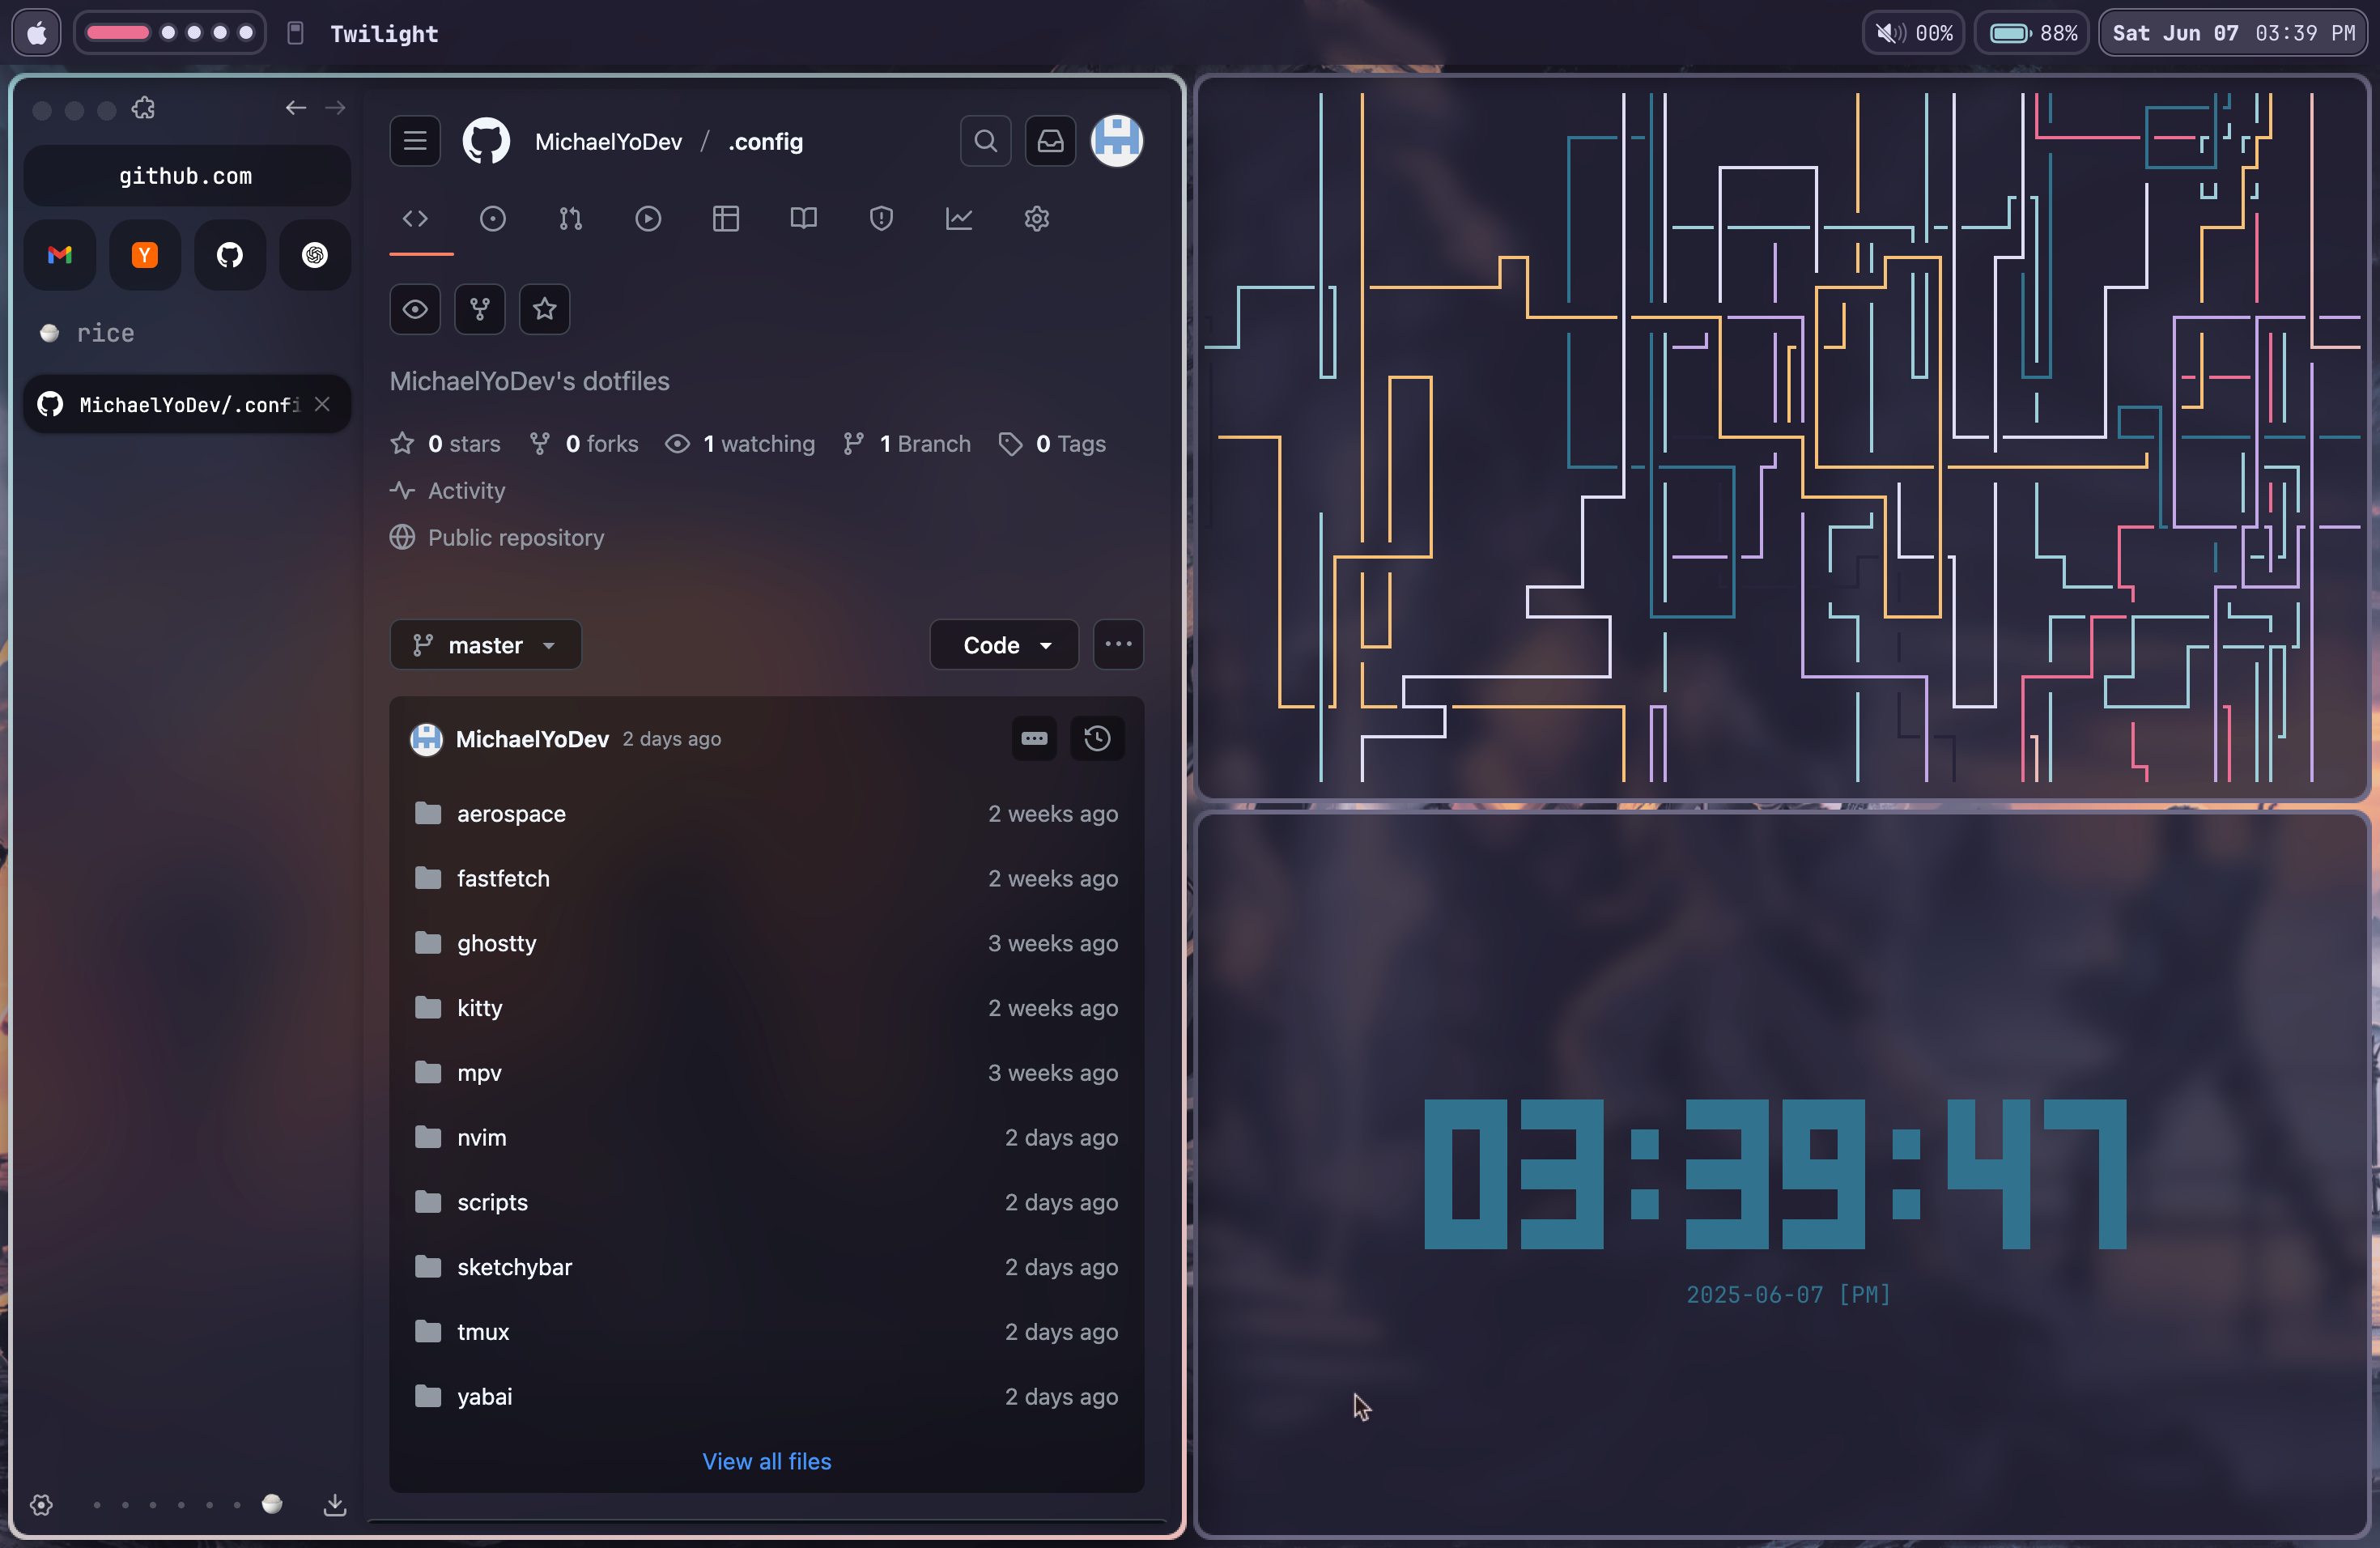 Twilight
00%
88%
Sat Jun 07 03:39 PM
github.com
Y
rice
MichaelYoDev/.confi
MichaelYoDev / .config
MichaelYoDev's dotfiles
0 stars 0 forks 1 watching 1 Branch 0 Tags
Activity
Public repository
master
Code
MichaelYoDev 2 days ago
aerospace 2 weeks ago
fastfetch 2 weeks ago
ghostty 3 weeks ago
kitty 2 weeks ago
mpv 3 weeks ago
nvim 2 days ago
scripts 2 days ago
sketchybar 2 days ago
tmux 2 days ago
yabai 2 days ago
View all files
03:39:47
2025-06-07 [PM]